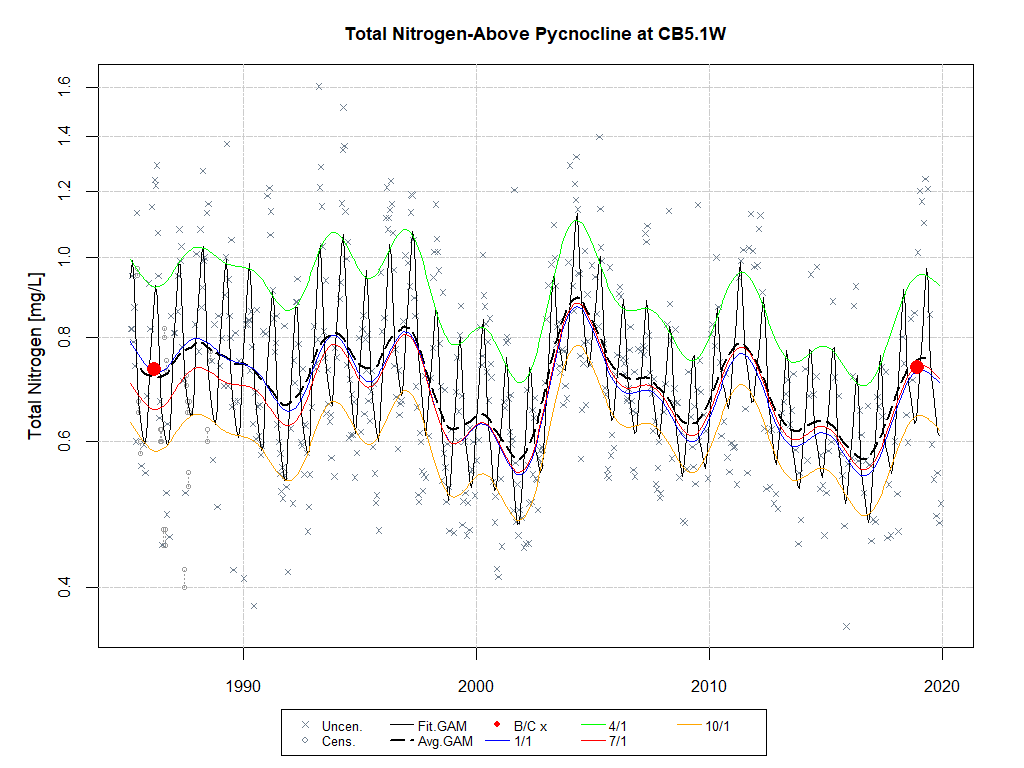 Total Nitrogen-Above Pycnocline at CB5.1W
Total Nitrogen [mg/L]
1.6
1.4
1.2
1.0
0.8
0.6
0.4
1990 2000 2010 2020
Uncen. Fit.GAM B/C x 4/1 10/1
Cens. Avg.GAM 1/1 7/1